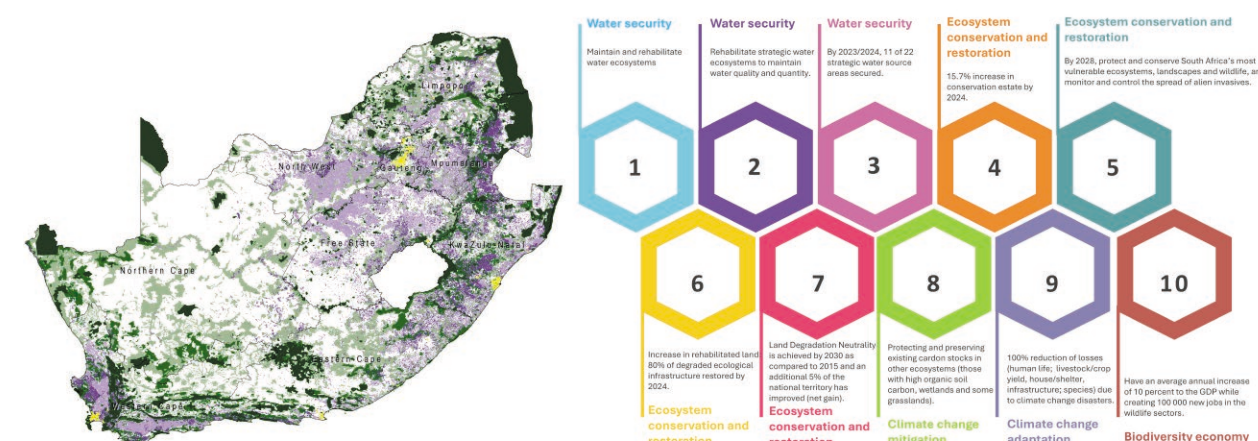 Limpopo
North West
Gauteng
Mpumalanga
Free State
KwaZulu-Natal
Northern Cape
Eastern Cape
Western Cape
Water security
Maintain and rehabilitate
water ecosystems
1
Water security
Rehabilitate strategic water
ecosystems to maintain
water quality and quantity.
2
Water security
By 2023/2024, 11 of 22
strategic water source
areas secured.
3
Ecosystem
conservation and
restoration
15.7% increase in
conservation estate by
2024.
4
Ecosystem conservation and
restoration
By 2028, protect and conserve South Africa's most
vulnerable ecosystems, landscapes and wildlife,
monitor and control the spread of alien invasives.
5
6
Increase in rehabilitated land
80% of degraded ecological
infrastructure restored by
2024.
Ecosystem
conservation and
restoration
7
Land Degradation Neutrality
is achieved by 2030 as
compared to 2015 and an
additional 5% of the
national territory has
improved (net gain).
Ecosystem
conservation and
restoration
8
Protecting and preserving
existing cardon stocks in
other ecosystems (those
with high organic soil
carbon, wetlands and some
grasslands).
Climate change
mitigation
9
100% reduction of losses
(human life; livestock/crop
yield, house/shelter,
infrastructure; species) due
to climate change disasters.
Climate change
adaptation
10
Have an average annual increase
of 10 percent to the GDP while
creating 100 000 new jobs in the
wildlife sectors.
Biodiversity economy